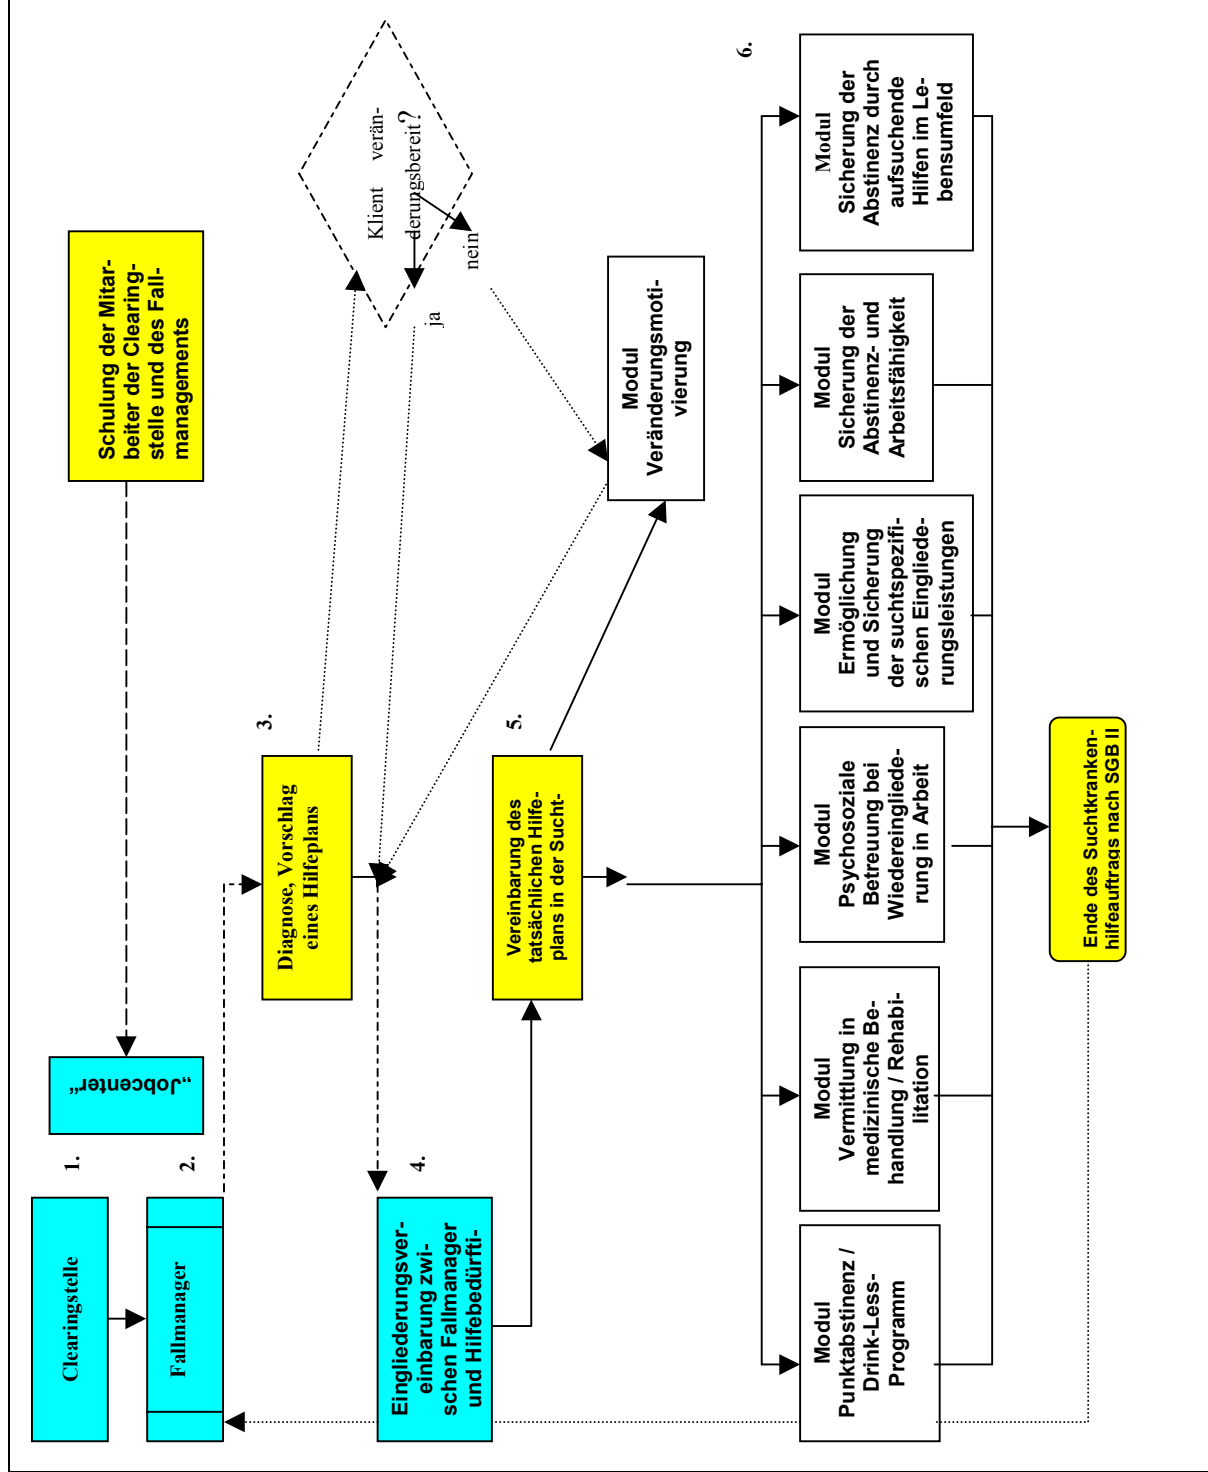 1.
Clearingstelle
2.
Fallmanager
„Jobcenter“
Schulung der Mitar-
beiter der Clearing-
stelle und des Fall-
managements
3.
Diagnose, Vorschlag
eines Hilfeplans
Klient verän-
derungsbereit?
ja
nein
4.
Eingliederungsver-
einbarung zwi-
schen Fallmanager
und Hilfebedürfti-
5.
Vereinbarung des
tatsächlichen Hilfe-
plans in der Sucht-
Modul
Veränderungsmoti-
vierung
6.
Modul
Punktabstinenz /
Drink-Less-
Programm
Modul
Vermittlung in
medizinische Be-
handlung / Rehabi-
litation
Modul
Psychosoziale
Betreuung bei
Wiedereingliede-
rung in Arbeit
Modul
Ermöglichung
und Sicherung
der suchtspezifi-
schen Eingliede-
rungsleistungen
Modul
Sicherung der
Abstinenz- und
Arbeitsfähigkeit
Modul
Sicherung der
Abstinenz durch
aufsuchende
Hilfen im Le-
bensumfeld
Ende des Suchtkranken-
hilfeauftrags nach SGB II